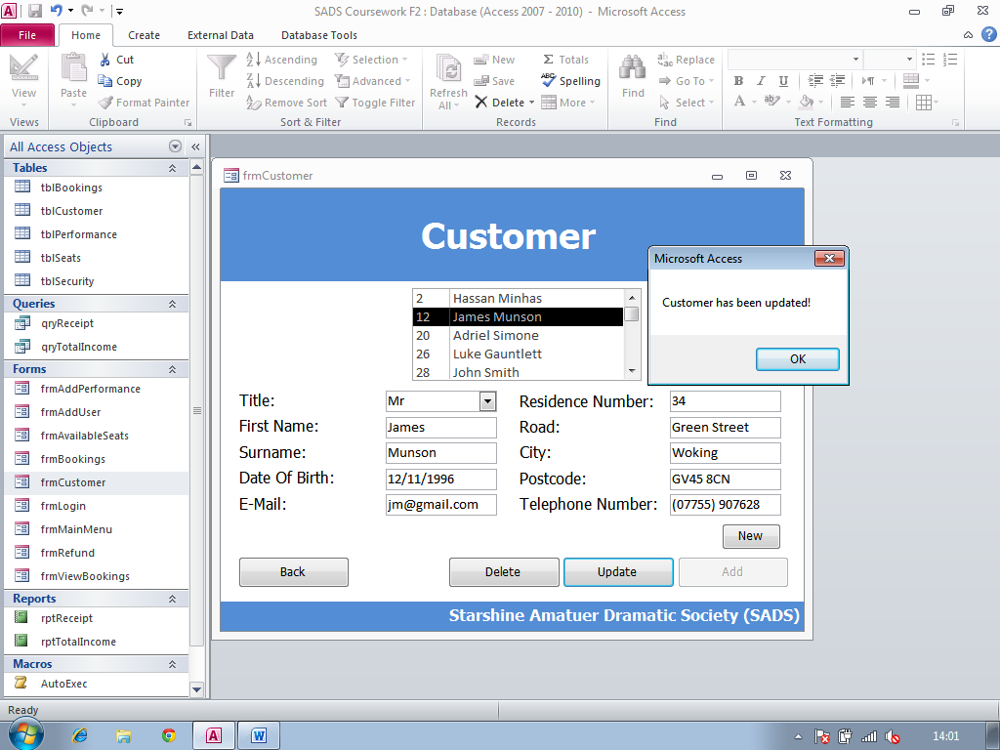 SADS Coursework F2 : Database (Access 2007 - 2010) - Microsoft Access
File Home Create External Data Database Tools
View
Views
Paste
Cut
Copy
Format Painter
Clipboard
Filter
Ascending
Descending
Remove Sort
Selection
Advanced
Toggle Filter
Sort & Filter
Refresh
All
New
Save
Delete
Totals
Spelling
More
Records
Find
Replace
Go To
Select
Find
B I U
A
Text Formatting
All Access Objects
Tables
tblBookings
tblCustomer
tblPerformance
tblSeats
tblSecurity
Queries
qryReceipt
qryTotalIncome
Forms
frmAddPerformance
frmAddUser
frmAvailableSeats
frmBookings
frmCustomer
frmLogin
frmMainMenu
frmRefund
frmViewBookings
Reports
rptReceipt
rptTotalIncome
Macros
AutoExec
frmCustomer
Customer
2 Hassan Minhas
12 James Munson
20 Adriel Simone
26 Luke Gauntlett
28 John Smith
Title: Mr
First Name: James
Surname: Munson
Date Of Birth: 12/11/1996
E-Mail: jm@gmail.com
Residence Number: 34
Road: Green Street
City: Woking
Postcode: GV45 8CN
Telephone Number: (07755) 907628
New
Back Delete Update Add
Starshine Amatuer Dramatic Society (SADS)
Microsoft Access
Customer has been updated!
OK
Ready
14:01